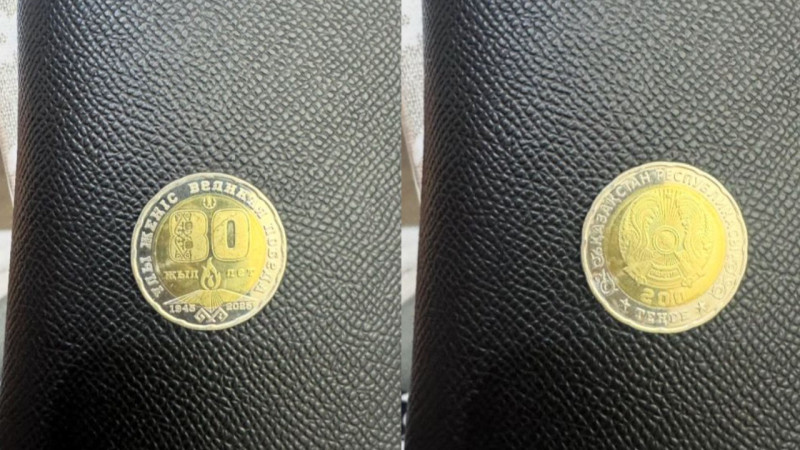 ҰЛЫ ЖЕҢІС ВЕЛИКАЯ ПОБЕДА
80
ЖЫЛ ЛЕТ
1945 2025
ҚАЗАҚСТАН РЕСПУБЛИКАСЫ
200
★ ТЕҢГЕ ★